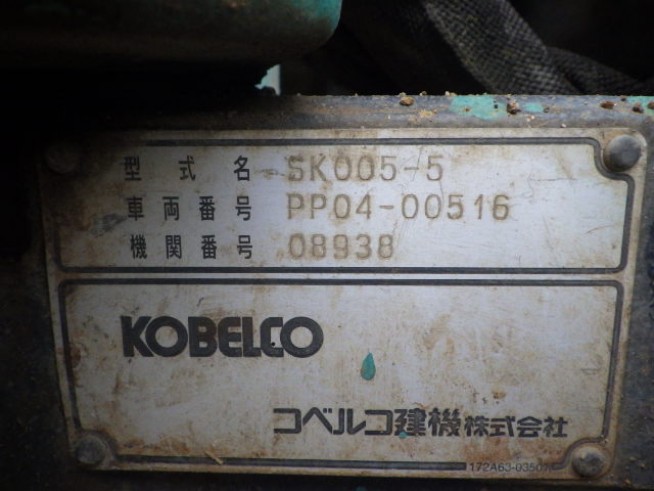 型式名 SK005-5
車両番号 PP04-00516
機関番号 08938
KOBELCO
コベルコ建機株式会社